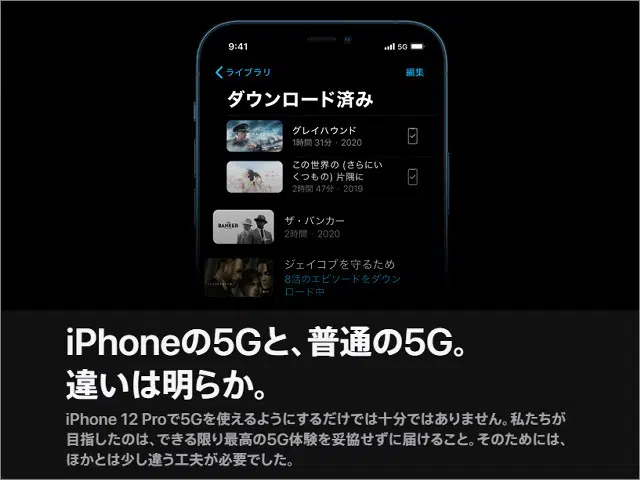 9:41
5G
ライブラリ
編集
ダウンロード済み
グレイハウンド
1時間 31分・2020
この世界の (さらにい
くつもの) 片隅に
2時間 47分・2019
THE BANKER
ザ・バンカー
2時間・2020
ジェイコブを守るため
8話のエピソードをダウン
ロード中
iPhoneの5Gと、普通の5G。
違いは明らか。
iPhone 12 Proで5Gを使えるようにするだけでは十分ではありません。私たちが
目指したのは、できる限り最高の5G体験を妥協せずに届けること。そのためには、
ほかとは少し違う工夫が必要でした。